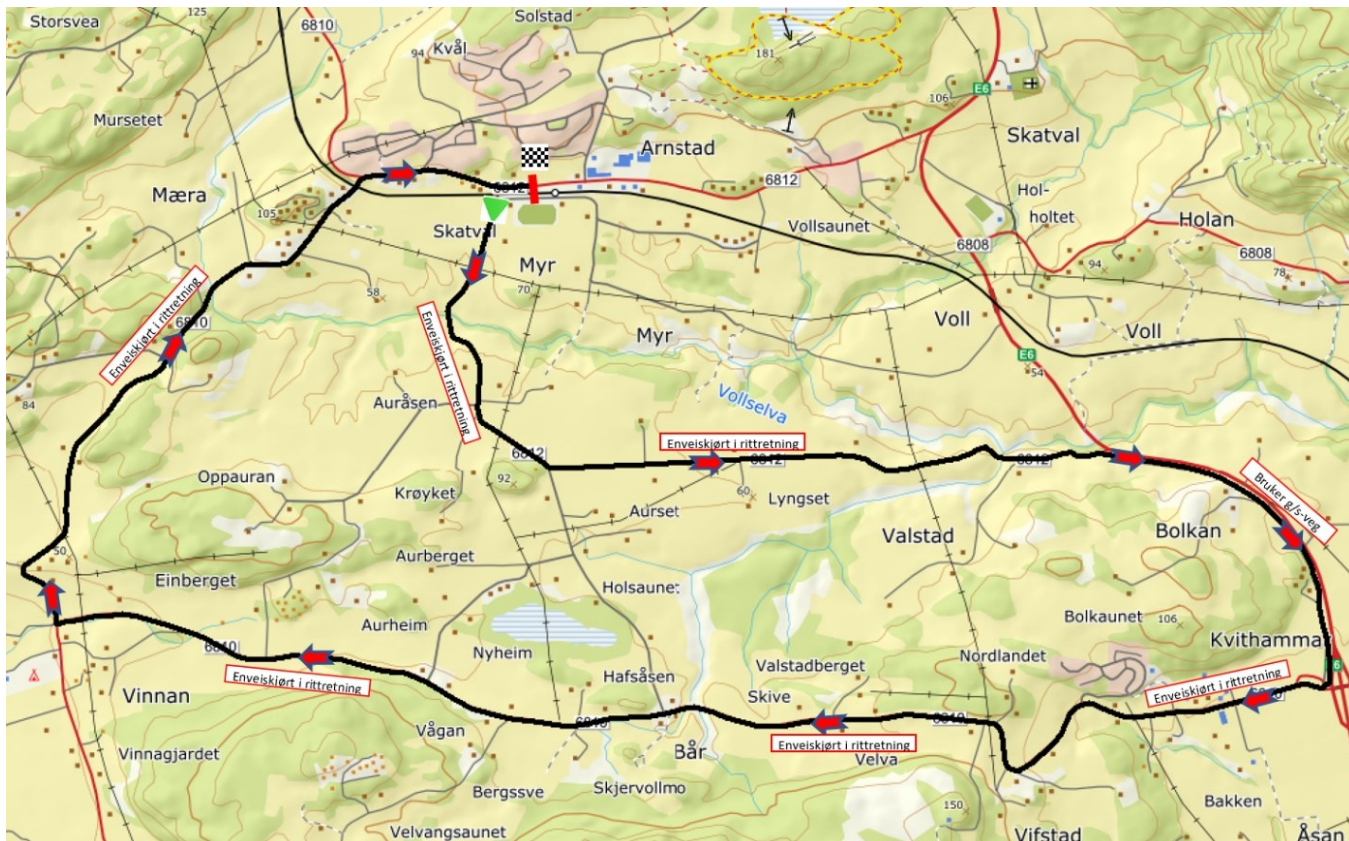 Storsvea
125
6810
Solstad
Kvål
94
181
E6
106
Skatval
Mursetet
Arnstad
Mæra
105
6812
6812
Hol-
holtet
Holan
Skatval
Vollsaunet
6808
6808
Myr
94
78
58
70
Enveiskjørt i rittretning
6810
Enveiskjørt i rittretning
Myr
Voll
Voll
E6
54
84
Auråsen
Vollselva
6812
Enveiskjørt i rittretning
6812
6812
Oppauran
Krøyket
92
60
Lyngset
Bruker g/s-veg
Aurset
Valstad
Bolkan
50
Aurberget
Einberget
Holsaunet
Aurheim
Bolkaunet
106
Kvithammar
6810
Nyheim
Valstadberget
Nordlandet
E6
Enveiskjørt i rittretning
Hafsåsen
Skive
Enveiskjørt i rittretning
Vinnan
Vågan
6810
6810
Enveiskjørt i rittretning
Vinnagjardet
Bår
Velva
Bergssve
Skjervollmo
Bakken
150
Velvangsaunet
Vifstad
Åsan